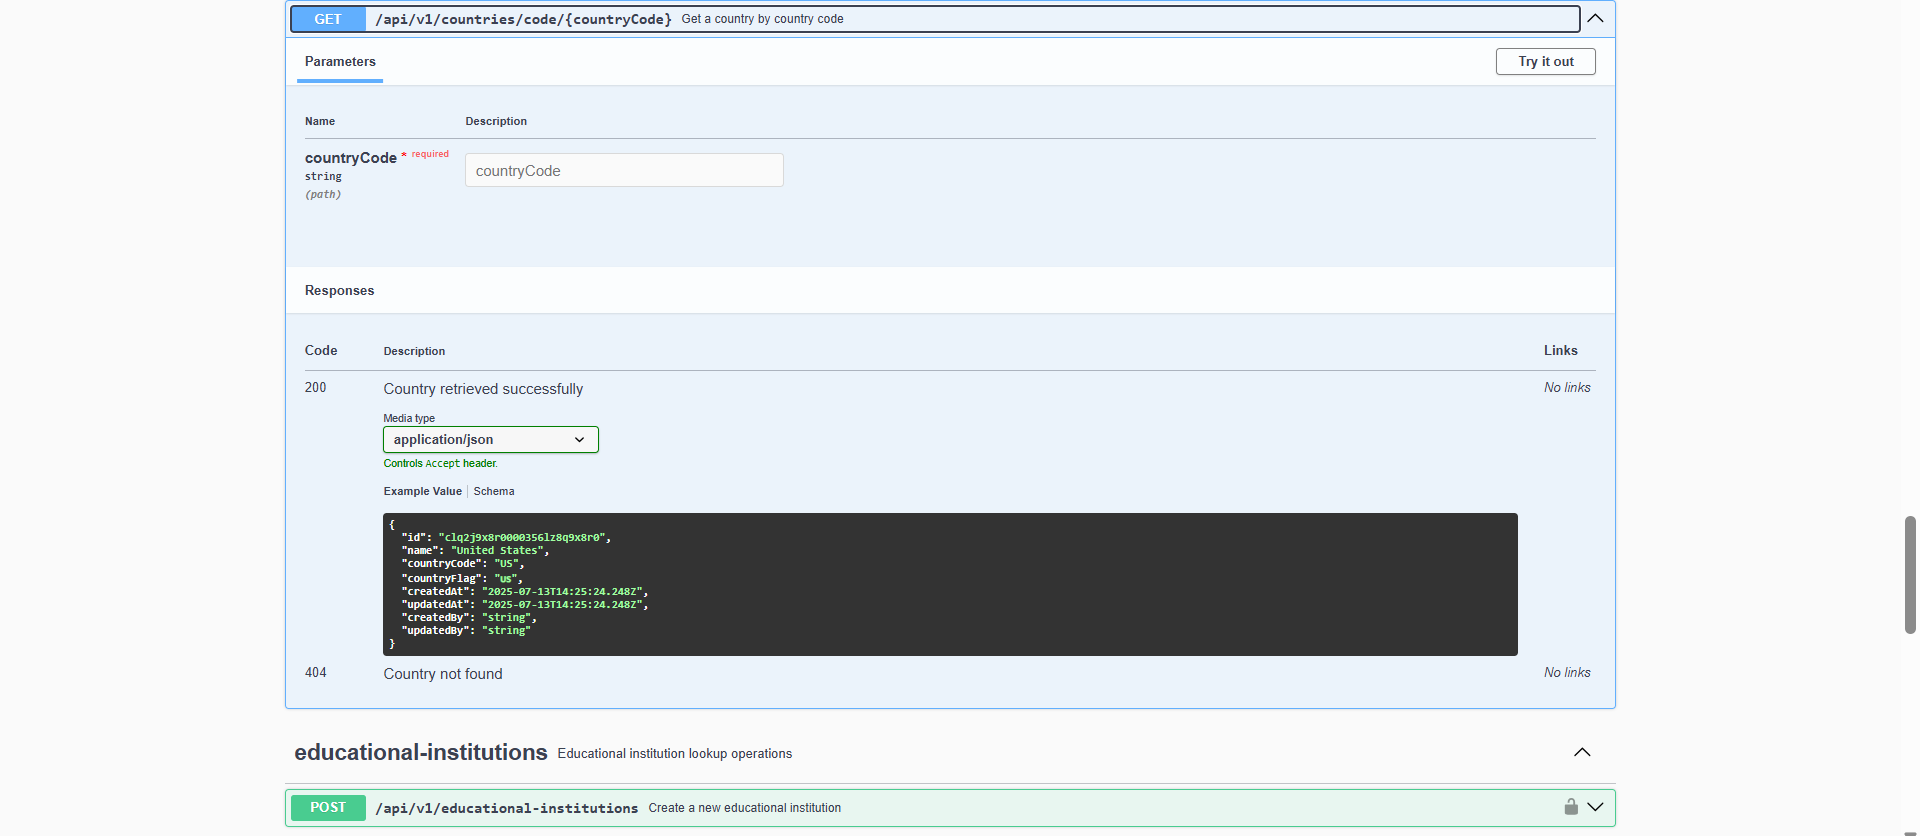 GET /api/v1/countries/code/{countryCode} Get a country by country code
Parameters
Try it out
Name Description
countryCode * required
string
(path)
countryCode
Responses
Code Description Links
200 Country retrieved successfully No links
Media type
application/json
Controls Accept header.
Example Value Schema
{
"id": "clq2j9x8r0000356lz8q9x8r0",
"name": "United States",
"countryCode": "US",
"countryFlag": "us",
"createdAt": "2025-07-13T14:25:24.248Z",
"updatedAt": "2025-07-13T14:25:24.248Z",
"createdBy": "string",
"updatedBy": "string"
}
404 Country not found No links
educational-institutions Educational institution lookup operations
POST /api/v1/educational-institutions Create a new educational institution